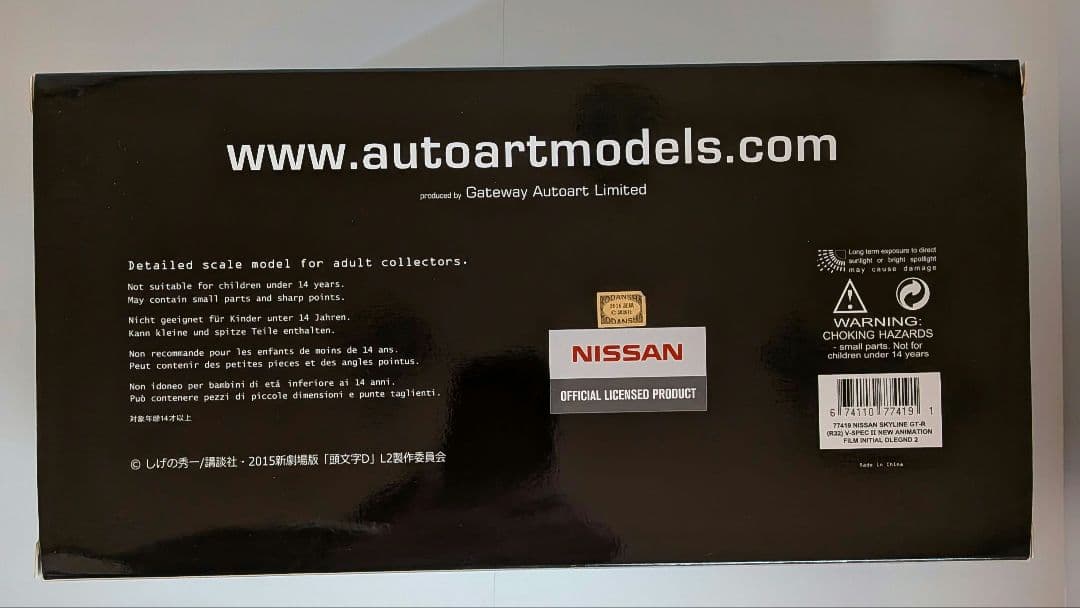 www.autoartmodels.com
produced by Gateway Autoart Limited
Detailed scale model for adult collectors.
Not suitable for children under 14 years.
May contain small parts and sharp points.
Nicht geeignet für Kinder unter 14 Jahren.
Kann kleine und spitze Teile enthalten.
Non recommande pour les enfants de moins de 14 ans.
Peut contenir des petites pieces et des angles pointus.
Non idoneo per bambini di etá inferiore ai 14 anni.
Può contenere pezzi di piccole dimensioni e punte taglienti.
対象年齢14才以上
© しげの秀一/講談社・2015新劇場版「頭文字D」L2製作委員会
KODANSHA
NISSAN
OFFICIAL LICENSED PRODUCT
Long term exposure to direct
sunlight or bright spotlight
may cause damage
WARNING:
CHOKING HAZARDS
- small parts. Not for
children under 14 years
6 74110 77419 1
77419 NISSAN SKYLINE GT-R
(R32) V-SPEC II NEW ANIMATION
FILM INITIAL DLEGND 2
Made in China